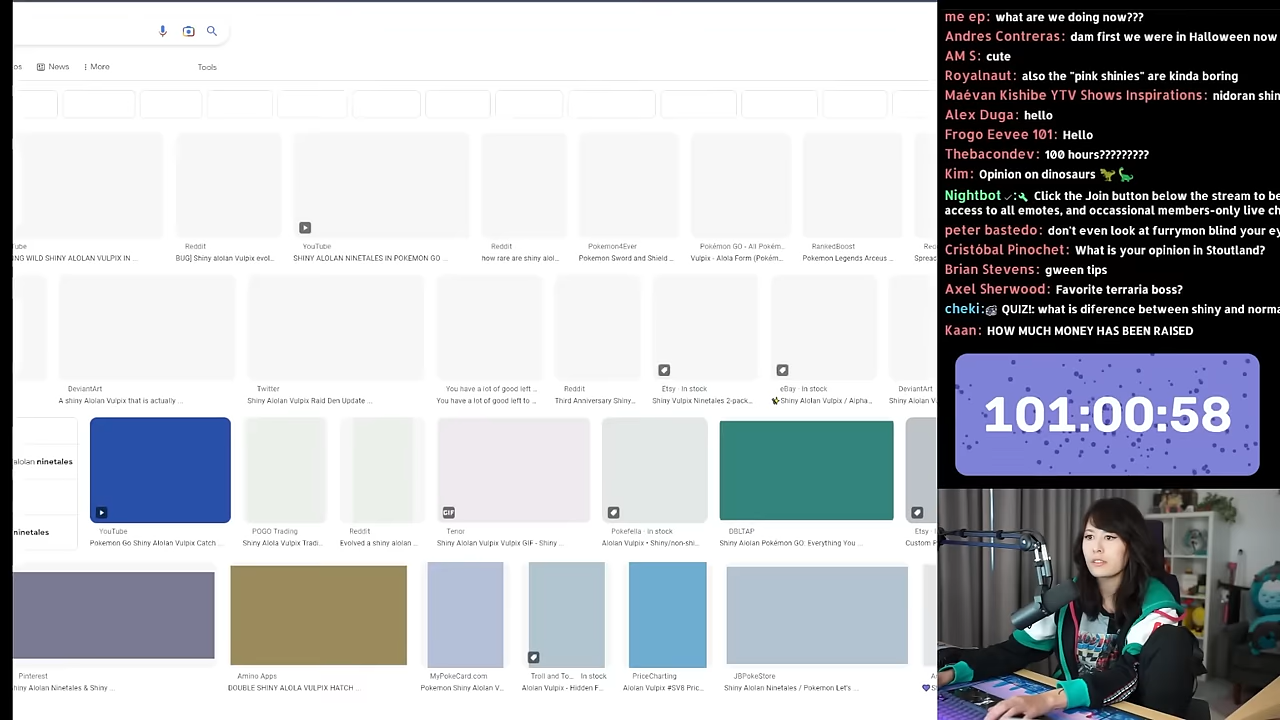 os
News
More
Tools
Tube
Reddit
YouTube
Reddit
Pokemon4Ever
Pokémon GO - All Pokém...
RankedBoost
Rec
NG WILD SHINY ALOLAN VULPIX IN ...
BUG] Shiny alolan Vulpix evol...
SHINY ALOLAN NINETALES IN POKEMON GO ...
how rare are shiny alol...
Pokemon Sword and Shield ...
Vulpix - Alola Form (Pokém...
Pokemon Legends Arceus ...
Spread
DeviantArt
Twitter
You have a lot of good left ...
Reddit
Etsy · In stock
eBay · In stock
DeviantArt
A shiny Alolan Vulpix that is actually ...
Shiny Alolan Vulpix Raid Den Update ...
You have a lot of good left to ...
Third Anniversary Shiny...
Shiny Vulpix Ninetales 2-pack...
Shiny Alolan Vulpix / Alpha...
Shiny Alolan V
alolan ninetales
ninetales
GIF
YouTube
POGO Trading
Reddit
Tenor
Pokefella · In stock
DBLTAP
Etsy ·
Pokemon Go Shiny Alolan Vulpix Catch ...
Shiny Alola Vulpix Tradi...
Evolved a shiny alolan ...
Shiny Alolan Vulpix Vulpix GIF - Shiny ...
Alolan Vulpix • Shiny/non-shi...
Shiny Alolan Pokémon GO: Everything You ...
Custom P
Pinterest
Amino Apps
MyPokeCard.com
Troll and To... In stock
PriceCharting
JBPokeStore
iny Alolan Ninetales & Shiny ...
DOUBLE SHINY ALOLA VULPIX HATCH ...
Pokemon Shiny Alolan V...
Alolan Vulpix - Hidden F...
Alolan Vulpix #SV8 Pric...
Shiny Alolan Ninetales / Pokemon Let's ...
S
me ep: what are we doing now???
Andres Contreras: dam first we were in Halloween now
AM S: cute
Royalnaut: also the "pink shinies" are kinda boring
Maévan Kishibe YTV Shows Inspirations: nidoran shin
Alex Duga: hello
Frogo Eevee 101: Hello
Thebacondev: 100 hours?????????
Kim: Opinion on dinosaurs 🦖🦕
Nightbot ✓:🔧 Click the Join button below the stream to be
access to all emotes, and occassional members-only live ch
peter bastedo: don't even look at furrymon blind your ey
Cristóbal Pinochet: What is your opinion in Stoutland?
Brian Stevens: gween tips
Axel Sherwood: Favorite terraria boss?
cheki: QUIZ!: what is diference between shiny and norma
Kaan: HOW MUCH MONEY HAS BEEN RAISED
101:00:58